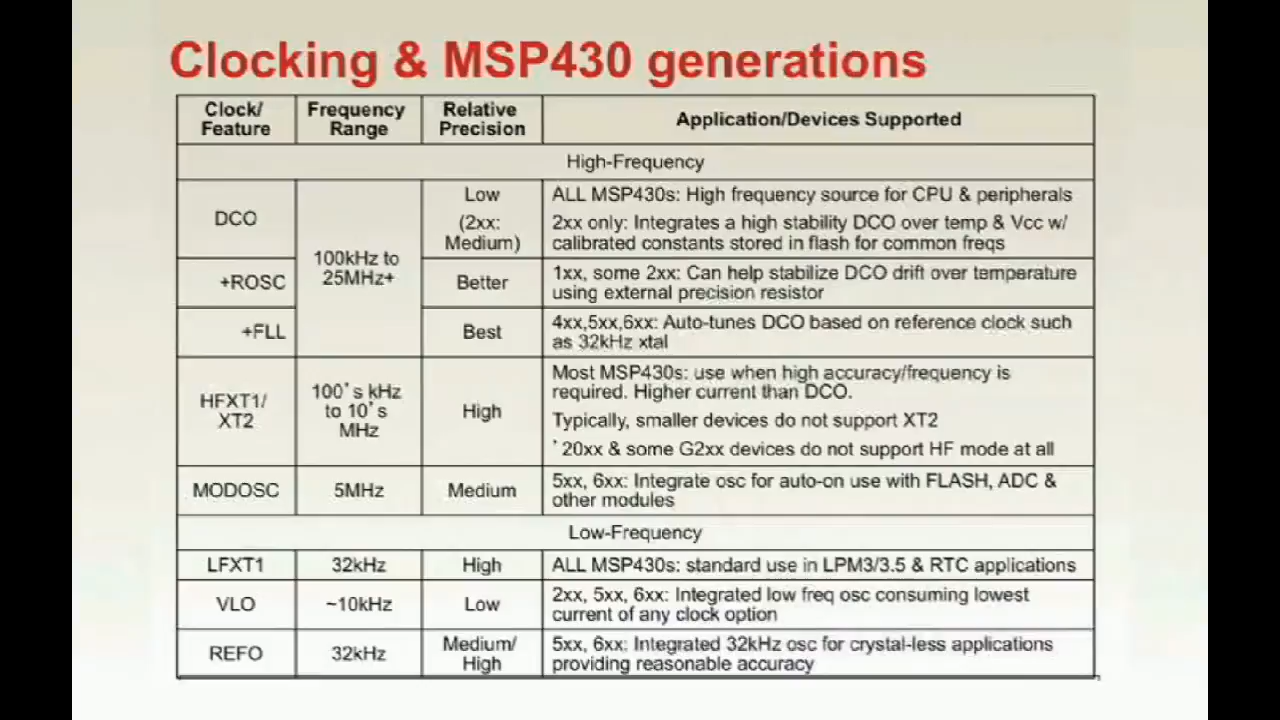 Clocking & MSP430 generations
Clock/ Feature
Frequency Range
Relative Precision
Application/Devices Supported
High-Frequency
DCO
100kHz to 25MHz+
Low
(2xx: Medium)
ALL MSP430s: High frequency source for CPU & peripherals
2xx only: Integrates a high stability DCO over temp & Vcc w/
calibrated constants stored in flash for common freqs
+ROSC
Better
1xx, some 2xx: Can help stabilize DCO drift over temperature
using external precision resistor
+FLL
Best
4xx,5xx,6xx: Auto-tunes DCO based on reference clock such
as 32kHz xtal
HFXT1/
XT2
100's kHz
to 10's
MHz
High
Most MSP430s: use when high accuracy/frequency is
required. Higher current than DCO.
Typically, smaller devices do not support XT2
'20xx & some G2xx devices do not support HF mode at all
MODOSC
5MHz
Medium
5xx, 6xx: Integrate osc for auto-on use with FLASH, ADC &
other modules
Low-Frequency
LFXT1
32kHz
High
ALL MSP430s: standard use in LPM3/3.5 & RTC applications
VLO
~10kHz
Low
2xx, 5xx, 6xx: Integrated low freq osc consuming lowest
current of any clock option
REFO
32kHz
Medium/
High
5xx, 6xx: Integrated 32kHz osc for crystal-less applications
providing reasonable accuracy